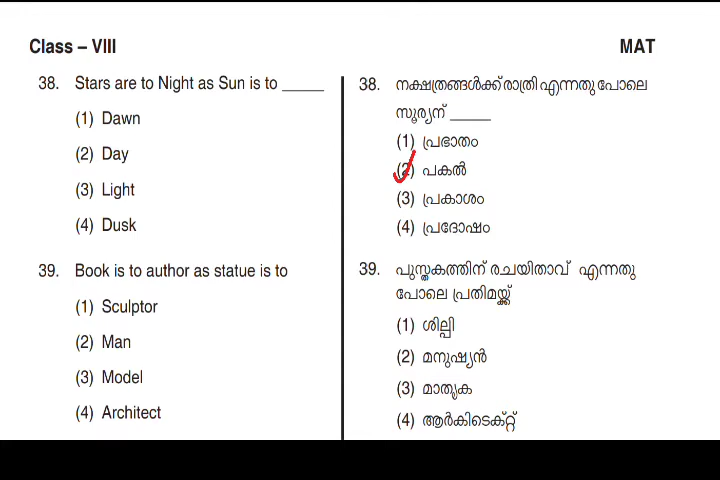 Class – VIII
MAT
38. Stars are to Night as Sun is to _____
(1) Dawn
(2) Day
(3) Light
(4) Dusk
39. Book is to author as statue is to
(1) Sculptor
(2) Man
(3) Model
(4) Architect
38. നക്ഷത്രങ്ങൾക്ക് രാത്രി എന്നതു പോലെ
സൂര്യന് _____
(1) പ്രഭാതം
(2) പകൽ
(3) പ്രകാശം
(4) പ്രദോഷം
39. പുസ്തകത്തിന് രചയിതാവ് എന്നതു
പോലെ പ്രതിമയ്ക്ക്
(1) ശില്പി
(2) മനുഷ്യൻ
(3) മാതൃക
(4) ആർകിടെക്റ്റ്